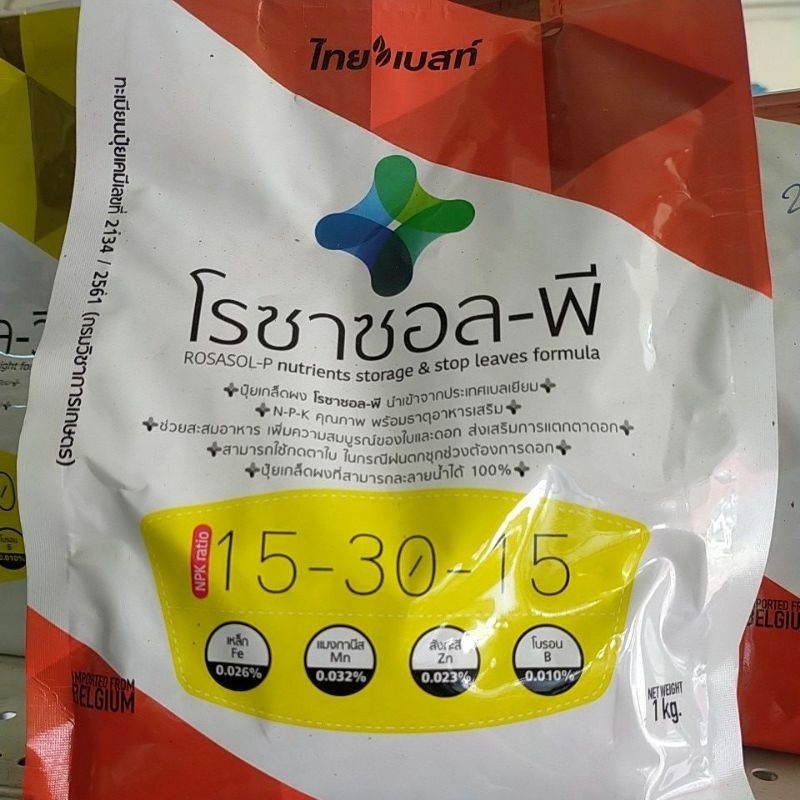 ไทยเบสท์
ทะเบียนปุ๋ยเคมีเลขที่ 2134 / 2561 (กรมวิชาการเกษตร)
โรซาซอล-พี
ROSASOL-P nutrients storage & stop leaves formula
ปุ๋ยเกล็ดผง โรซาซอล-พี นำเข้าจากประเทศเบลเยียม
N-P-K คุณภาพ พร้อมธาตุอาหารเสริม
ช่วยสะสมอาหาร เพิ่มความสมบูรณ์ของใบและดอก ส่งเสริมการแตกตาดอก
สามารถใช้กดตาใบ ในกรณีฝนตกชุกช่วงต้องการดอก
ปุ๋ยเกล็ดผงที่สามารถละลายน้ำได้ 100%
NPK ratio
15-30-15
เหล็ก
Fe
0.026%
แมงกานีส
Mn
0.032%
สังกะสี
Zn
0.023%
โบรอน
B
0.010%
IMPORTED FROM
BELGIUM
NET WEIGHT
1 kg.
โบรอน
B
0.010%